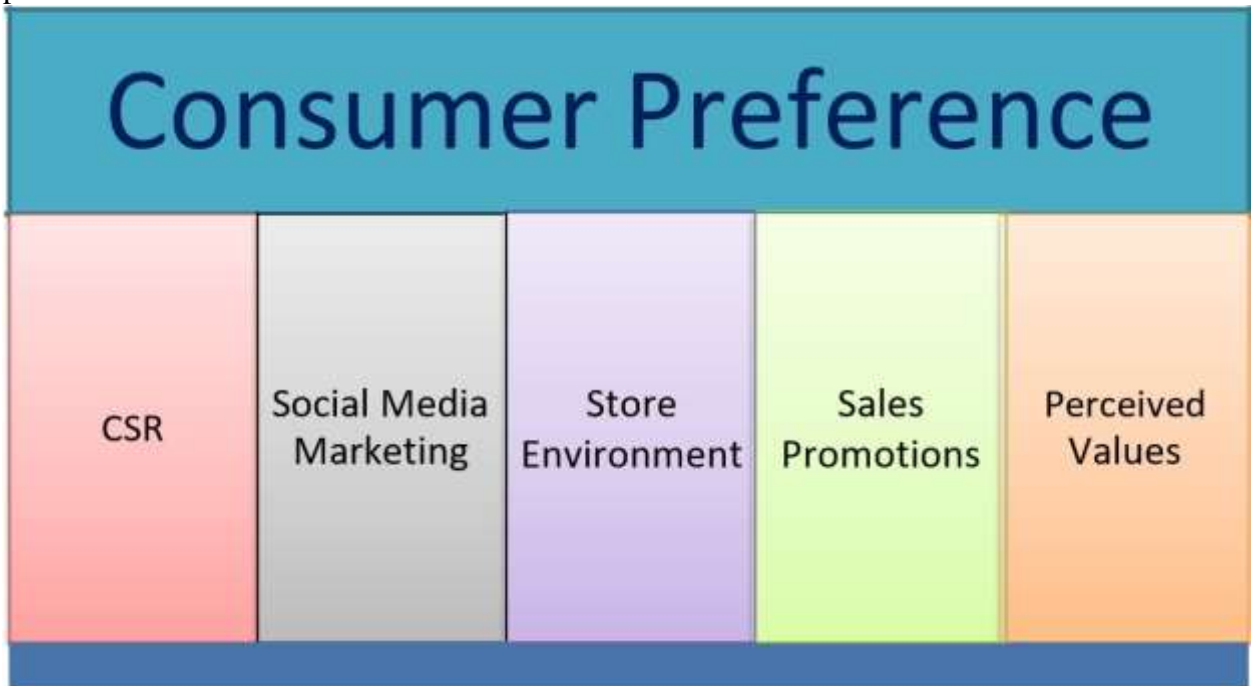 Consumer Preference
CSR
Social Media
Marketing
Store
Environment
Sales
Promotions
Perceived
Values